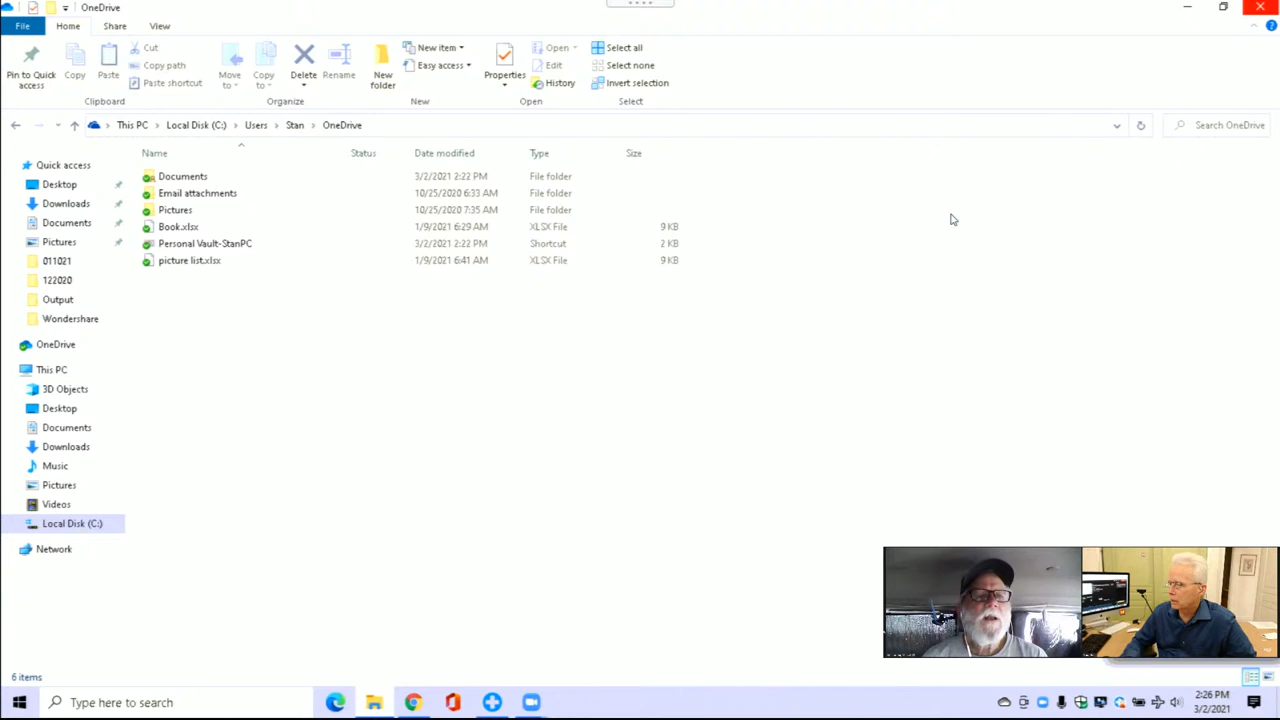 OneDrive
File Home Share View
Pin to Quick access
Copy
Paste
Cut
Copy path
Paste shortcut
Clipboard
Move to
Copy to
Delete
Rename
Organize
New folder
New item
Easy access
New
Properties
Open
Edit
History
Open
Select all
Select none
Invert selection
Select
This PC Local Disk (C:) Users Stan OneDrive
Search OneDrive
Name Status Date modified Type Size
Documents 3/2/2021 2:22 PM File folder
Email attachments 10/25/2020 6:33 AM File folder
Pictures 10/25/2020 7:35 AM File folder
Book.xlsx 1/9/2021 6:29 AM XLSX File 9 KB
Personal Vault-StanPC 3/2/2021 2:22 PM Shortcut 2 KB
picture list.xlsx 1/9/2021 6:41 AM XLSX File 9 KB
Quick access
Desktop
Downloads
Documents
Pictures
011021
122020
Output
Wondershare
OneDrive
This PC
3D Objects
Desktop
Documents
Downloads
Music
Pictures
Videos
Local Disk (C:)
Network
6 items
Type here to search
2:26 PM
3/2/2021